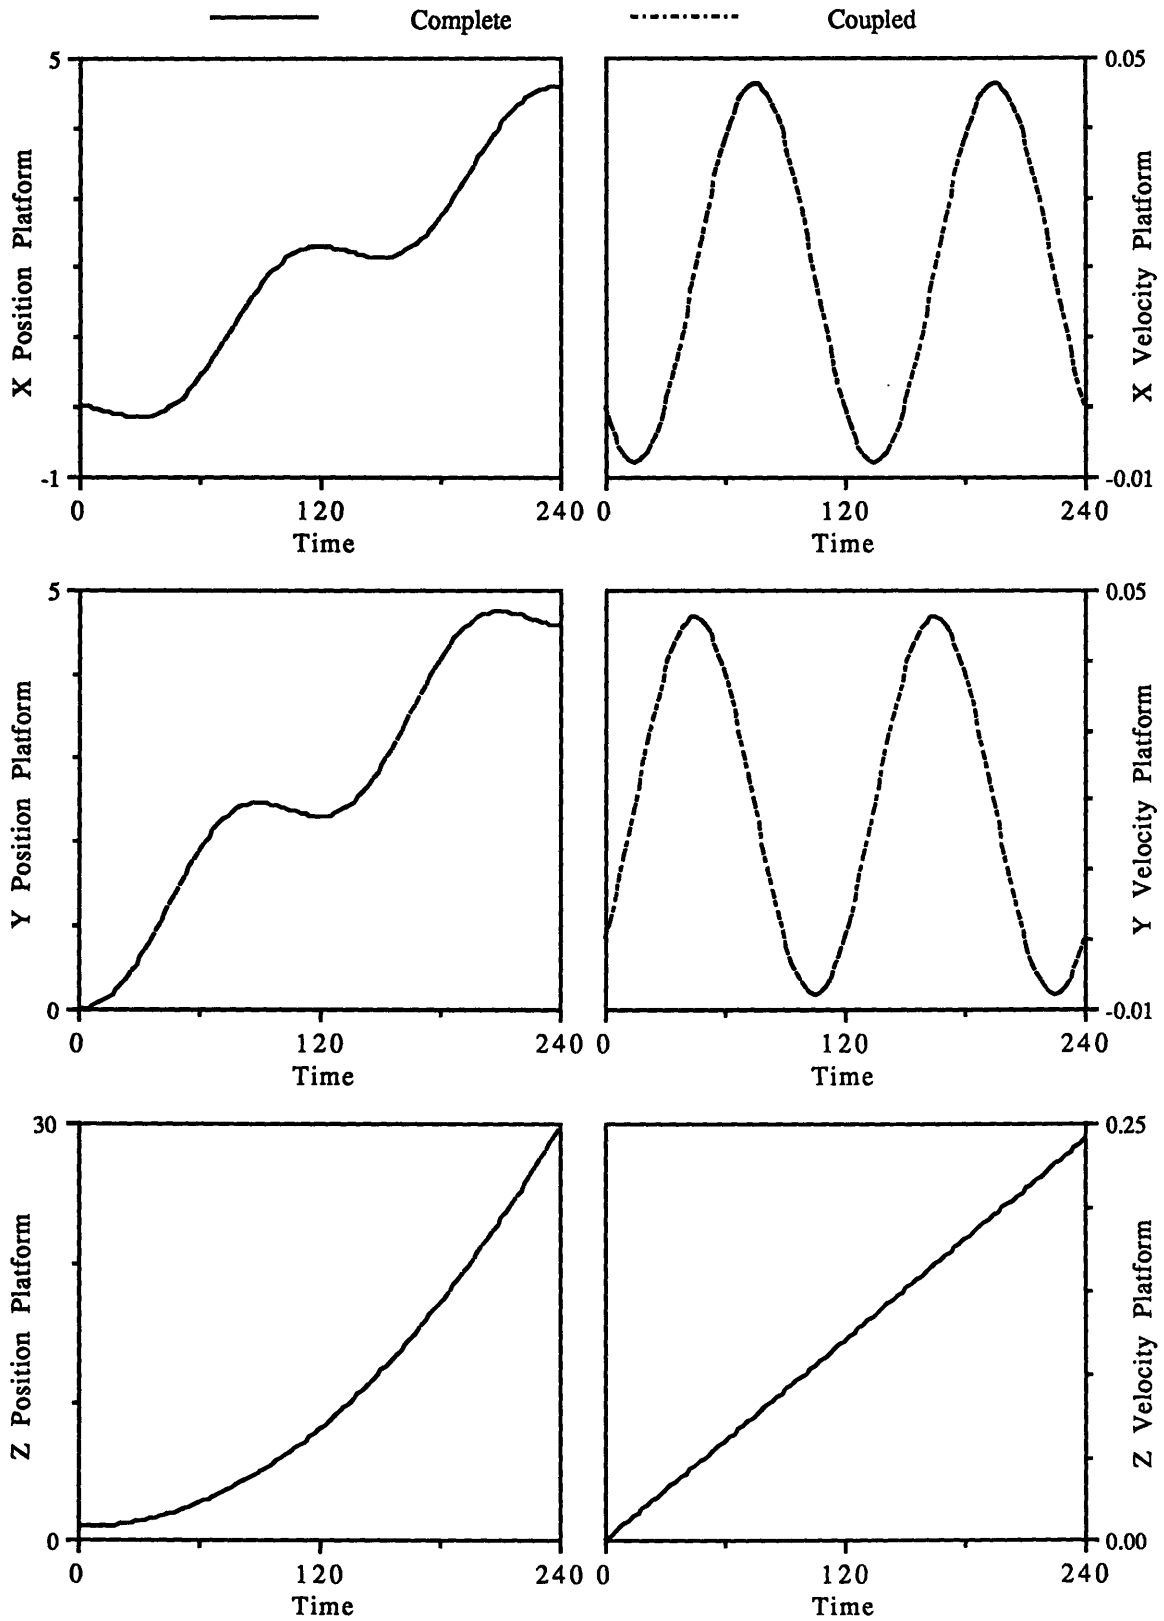 Complete Coupled
5 0.05
X Position Platform
X Velocity Platform
-1 -0.01
0 120 240 0 120 240
Time Time
5 0.05
Y Position Platform
Y Velocity Platform
0 -0.01
0 120 240 0 120 240
Time Time
30 0.25
Z Position Platform
Z Velocity Platform
0 0.00
0 120 240 0 120 240
Time Time